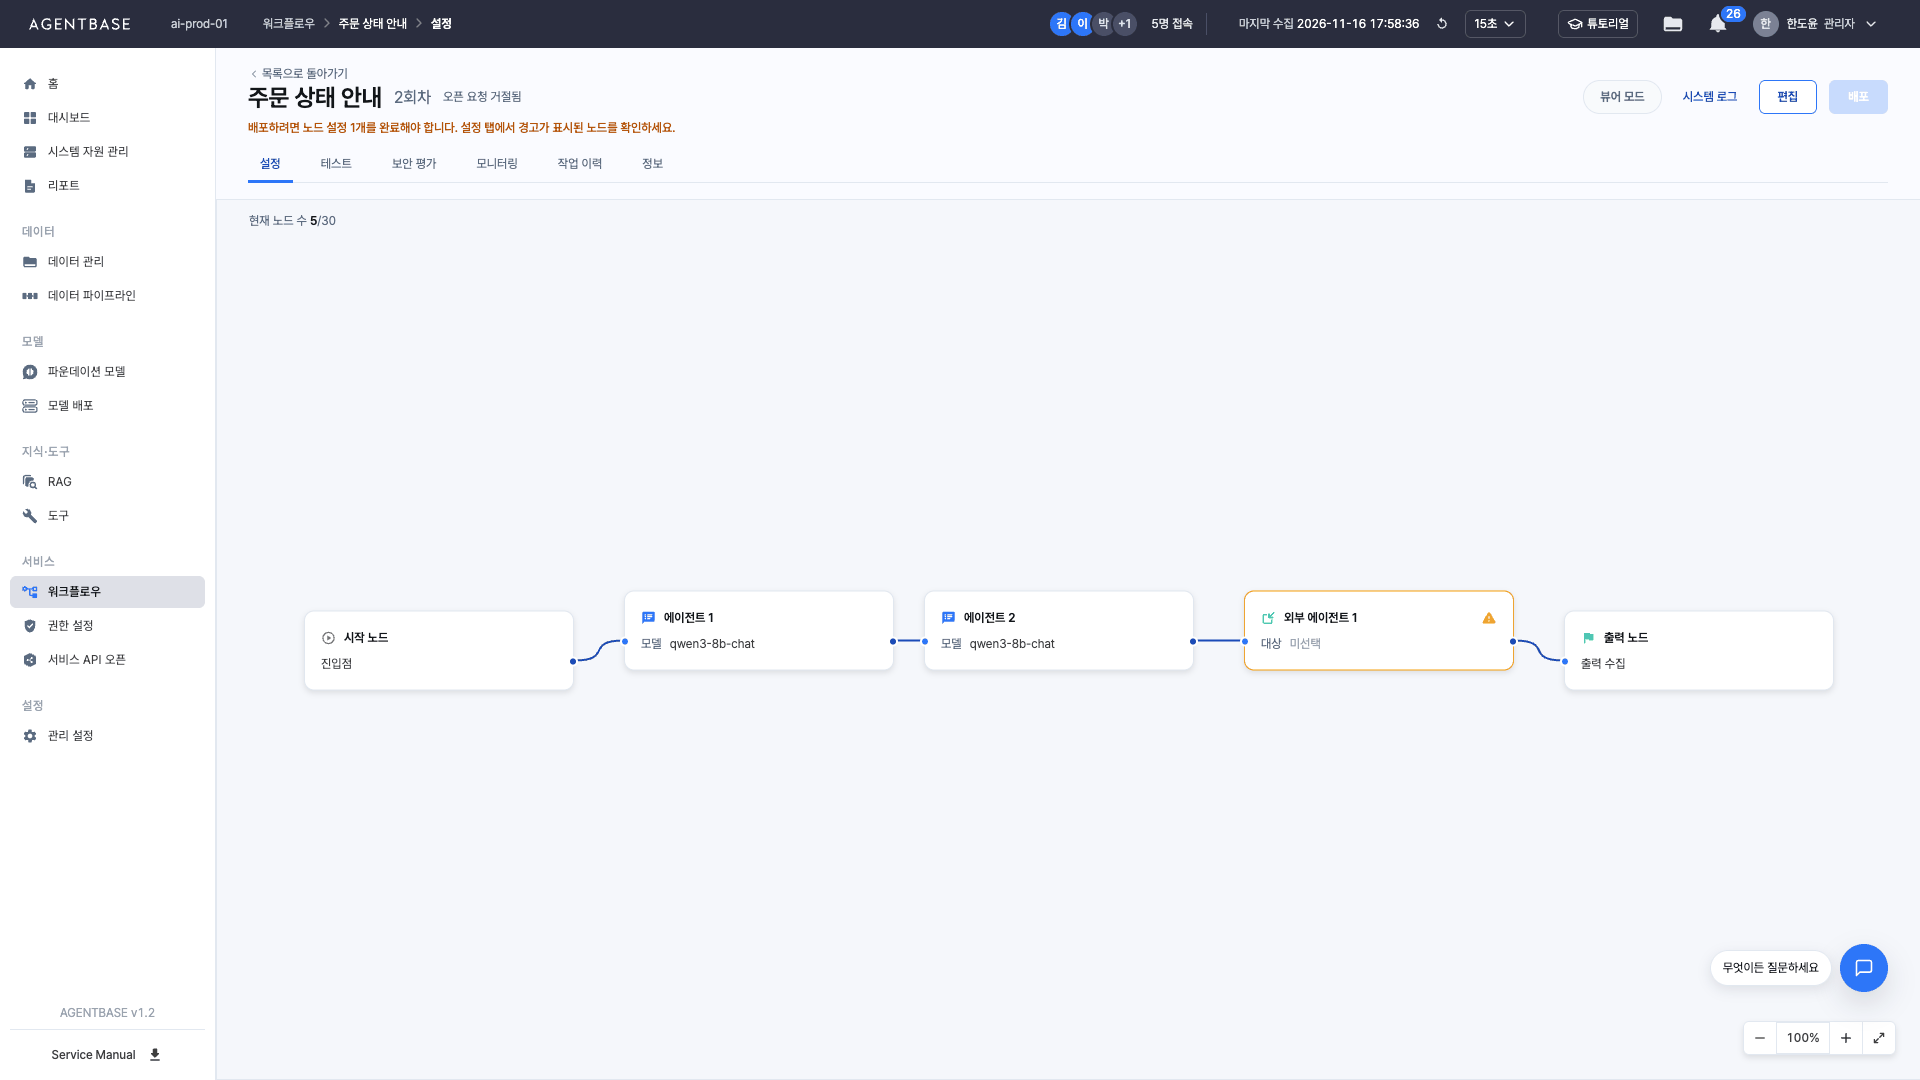 AGENTBASE
ai-prod-01
워크플로우 > 주문 상태 안내 > 설정
김 이 박 +1 5명 접속
마지막 수집 2026-11-16 17:58:36
15초
튜토리얼
26
한 한도윤 관리자
홈
대시보드
시스템 자원 관리
리포트
데이터
데이터 관리
데이터 파이프라인
모델
파운데이션 모델
모델 배포
지식·도구
RAG
도구
서비스
워크플로우
권한 설정
서비스 API 오픈
설정
관리 설정
AGENTBASE v1.2
Service Manual
목록으로 돌아가기
주문 상태 안내 2회차 오픈 요청 거절됨
배포하려면 노드 설정 1개를 완료해야 합니다. 설정 탭에서 경고가 표시된 노드를 확인하세요.
뷰어 모드
시스템 로그
편집
배포
설정
테스트
보안 평가
모니터링
작업 이력
정보
현재 노드 수 5/30
시작 노드
진입점
에이전트 1
모델 qwen3-8b-chat
에이전트 2
모델 qwen3-8b-chat
외부 에이전트 1
대상 미선택
출력 노드
출력 수집
무엇이든 질문하세요
100%